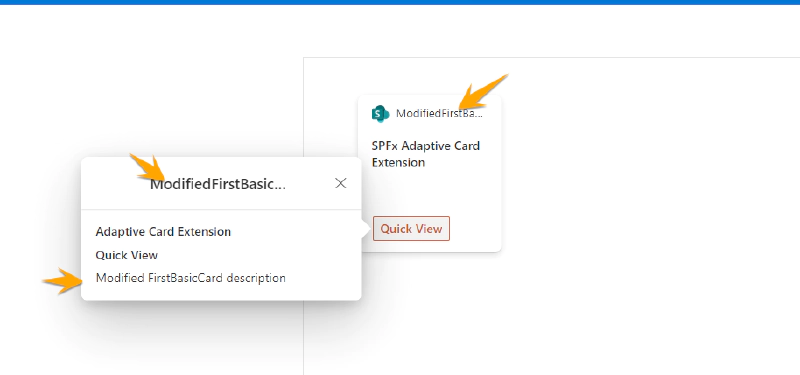 S
ModifiedFirstBa...
SPFx Adaptive Card
Extension
Quick View
ModifiedFirstBasic...
Adaptive Card Extension
Quick View
Modified FirstBasicCard description